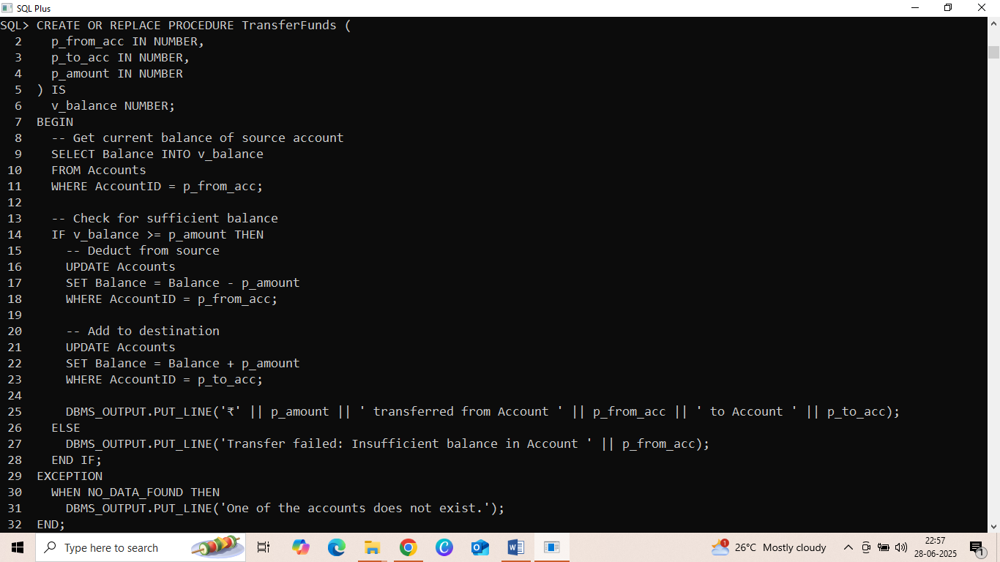 SQL Plus
SQL> CREATE OR REPLACE PROCEDURE TransferFunds (
2 p_from_acc IN NUMBER,
3 p_to_acc IN NUMBER,
4 p_amount IN NUMBER
5 ) IS
6 v_balance NUMBER;
7 BEGIN
8 -- Get current balance of source account
9 SELECT Balance INTO v_balance
10 FROM Accounts
11 WHERE AccountID = p_from_acc;
12
13 -- Check for sufficient balance
14 IF v_balance >= p_amount THEN
15 -- Deduct from source
16 UPDATE Accounts
17 SET Balance = Balance - p_amount
18 WHERE AccountID = p_from_acc;
19
20 -- Add to destination
21 UPDATE Accounts
22 SET Balance = Balance + p_amount
23 WHERE AccountID = p_to_acc;
24
25 DBMS_OUTPUT.PUT_LINE('₹' || p_amount || ' transferred from Account ' || p_from_acc || ' to Account ' || p_to_acc);
26 ELSE
27 DBMS_OUTPUT.PUT_LINE('Transfer failed: Insufficient balance in Account ' || p_from_acc);
28 END IF;
29 EXCEPTION
30 WHEN NO_DATA_FOUND THEN
31 DBMS_OUTPUT.PUT_LINE('One of the accounts does not exist.');
32 END;
Type here to search
1
26°C Mostly cloudy
22:57
28-06-2025
1